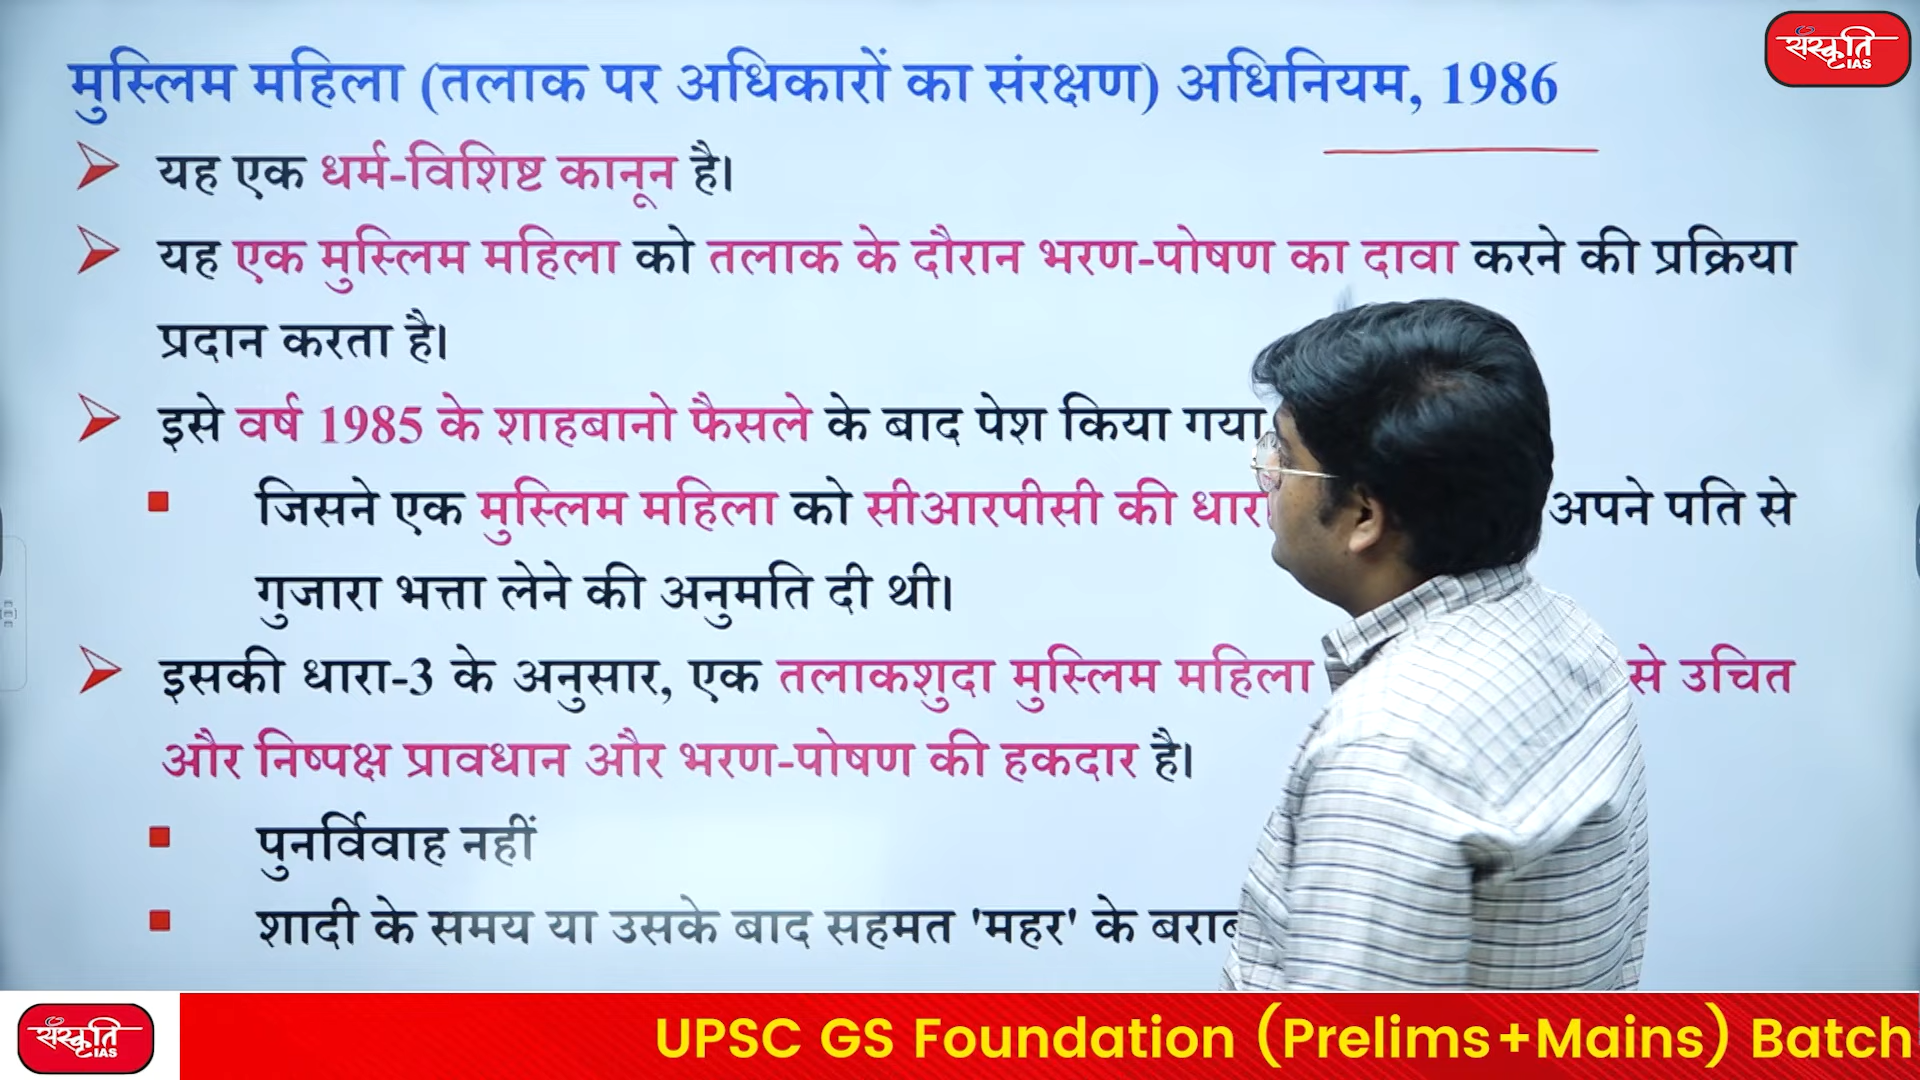 संस्कृति
IAS
मुस्लिम महिला (तलाक पर अधिकारों का संरक्षण) अधिनियम, 1986
यह एक धर्म-विशिष्ट कानून है।
यह एक मुस्लिम महिला को तलाक के दौरान भरण-पोषण का दावा करने की प्रक्रिया
प्रदान करता है।
इसे वर्ष 1985 के शाहबानो फैसले के बाद पेश किया गया
जिसने एक मुस्लिम महिला को सीआरपीसी की अपने पति से
गुजारा भत्ता लेने की अनुमति दी थी।
इसकी धारा-3 के अनुसार, एक तलाकशुदा मुस्लिम महिला से उचित
और निष्पक्ष प्रावधान और भरण-पोषण की हकदार है।
पुनर्विवाह नहीं
शादी के समय या उसके बाद सहमत 'महर' के
संस्कृति
IAS
UPSC GS Foundation (Prelims+Mains) Batch